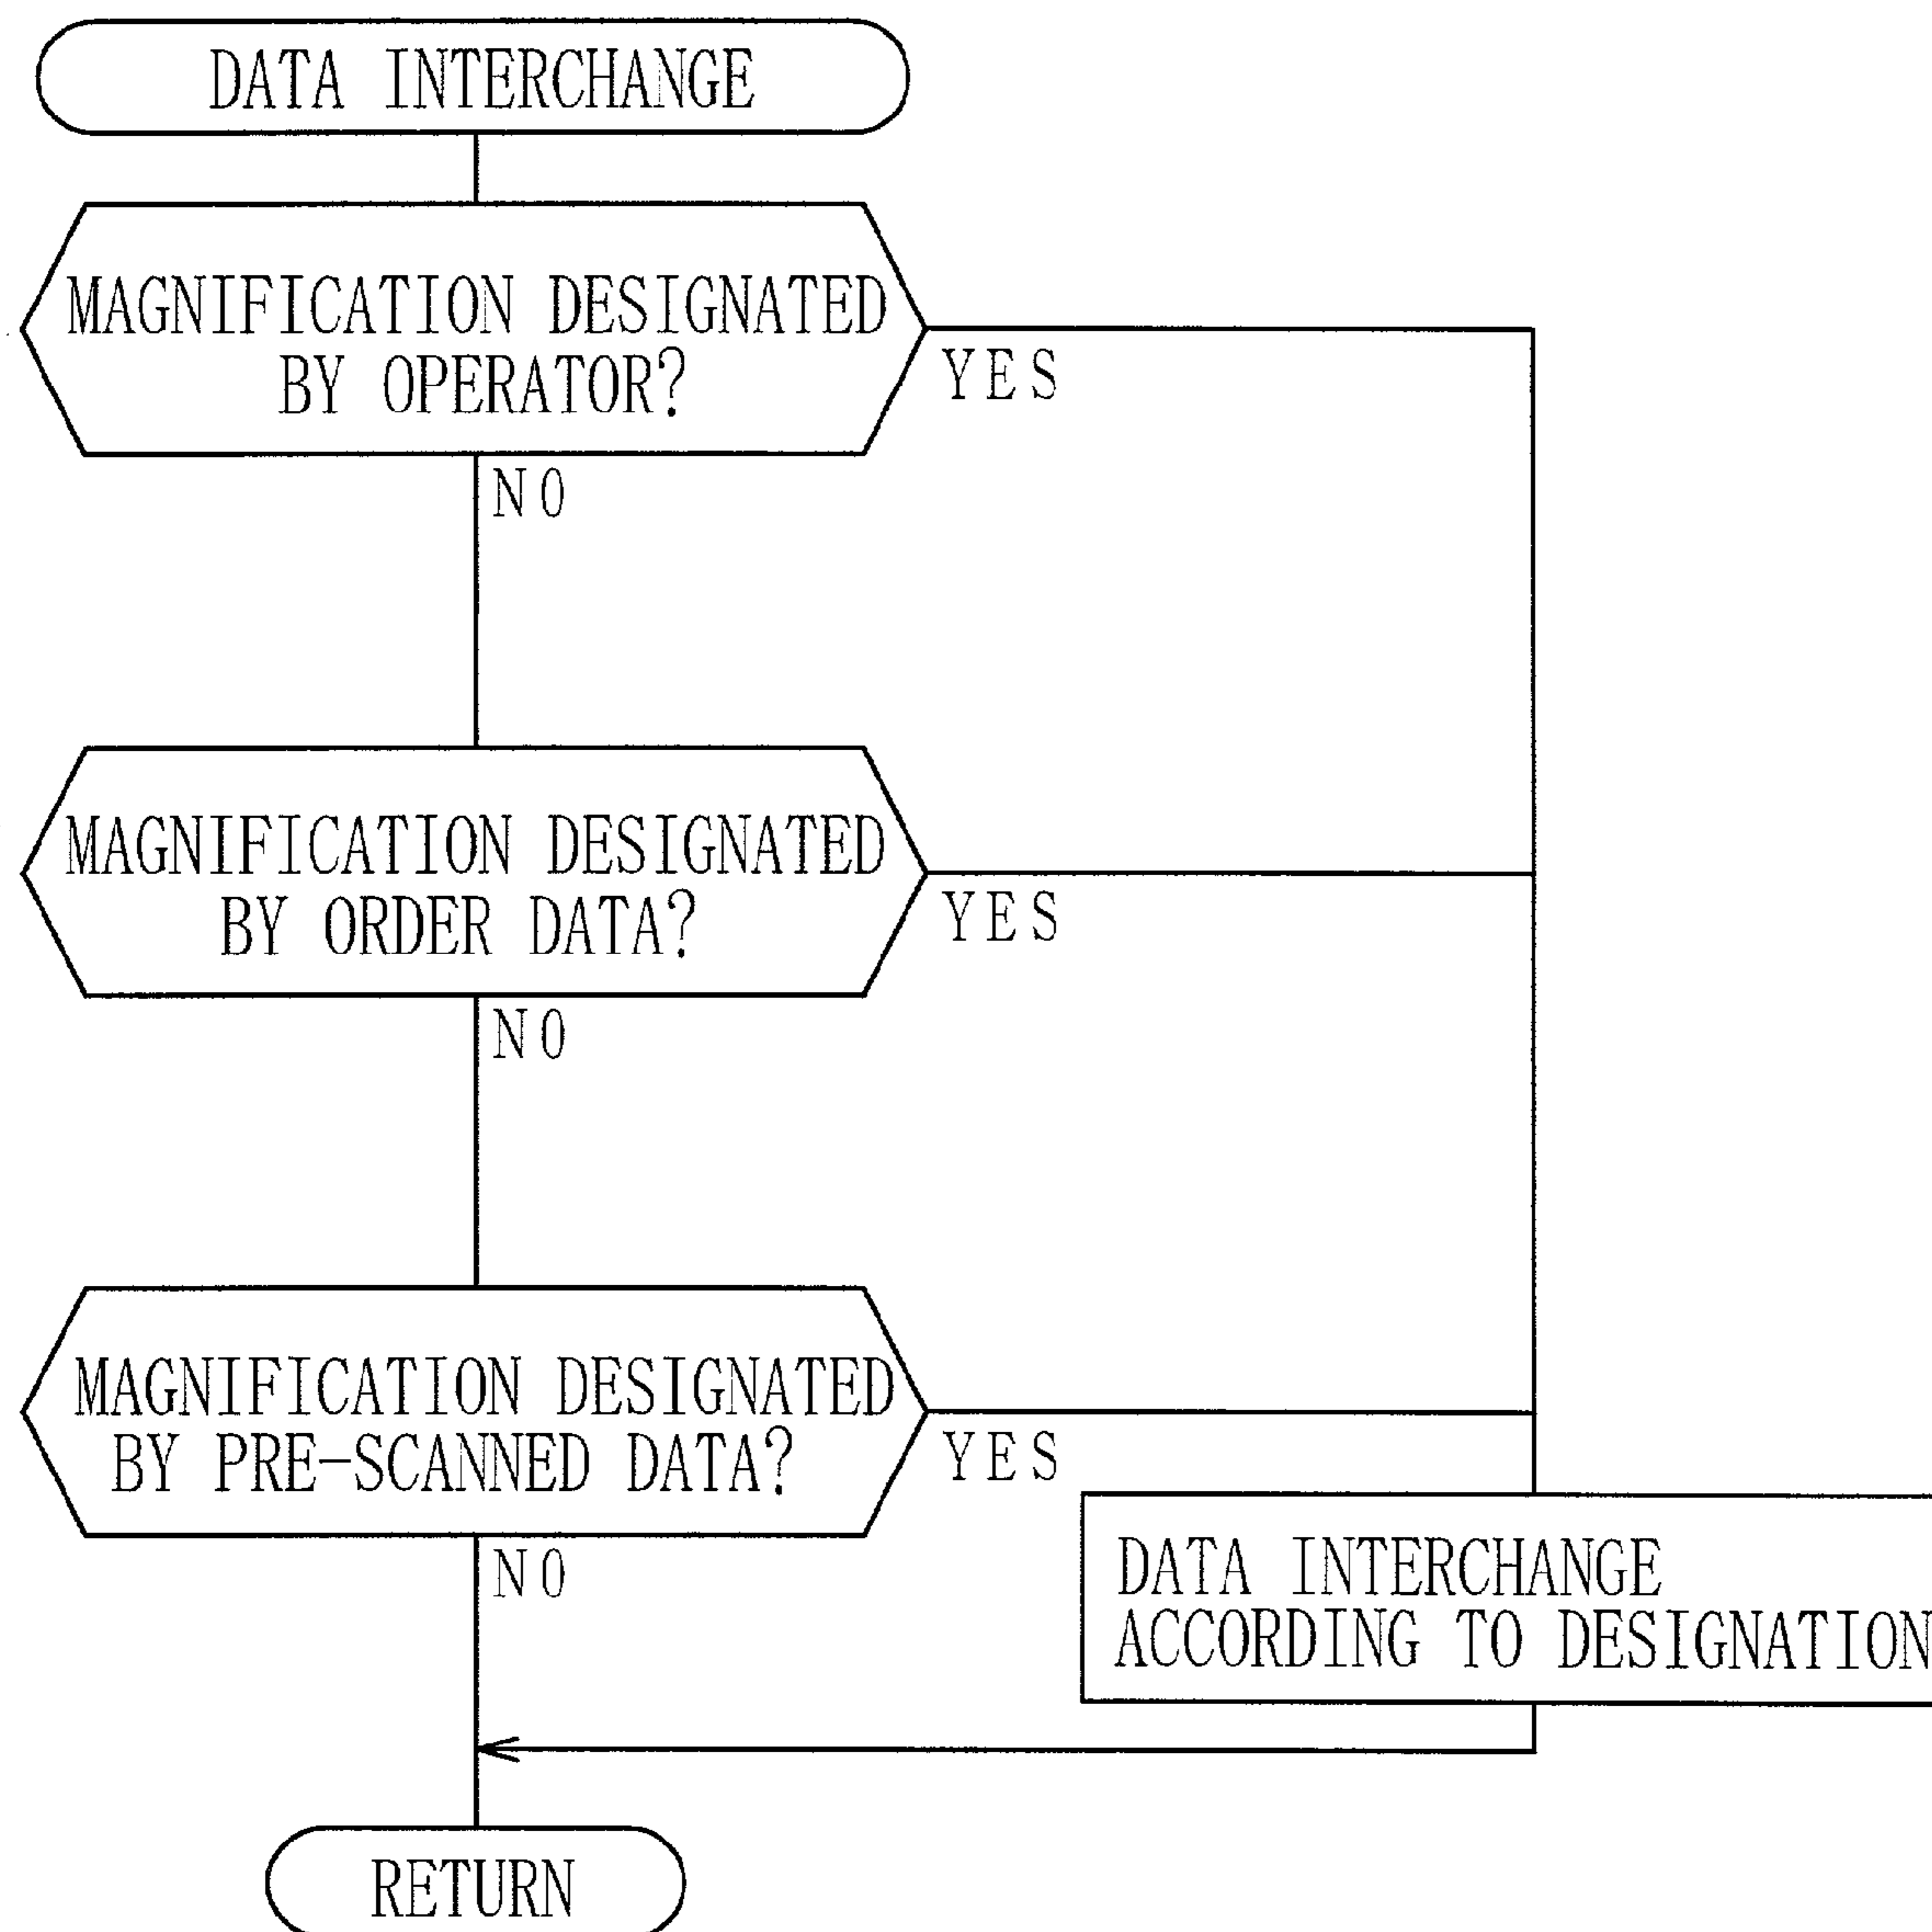 DATA INTERCHANGE
MAGNIFICATION DESIGNATED
BY OPERATOR?
YES
NO
MAGNIFICATION DESIGNATED
BY ORDER DATA?
YES
NO
MAGNIFICATION DESIGNATED
BY PRE-SCANNED DATA?
YES
NO
DATA INTERCHANGE
ACCORDING TO DESIGNATION
RETURN